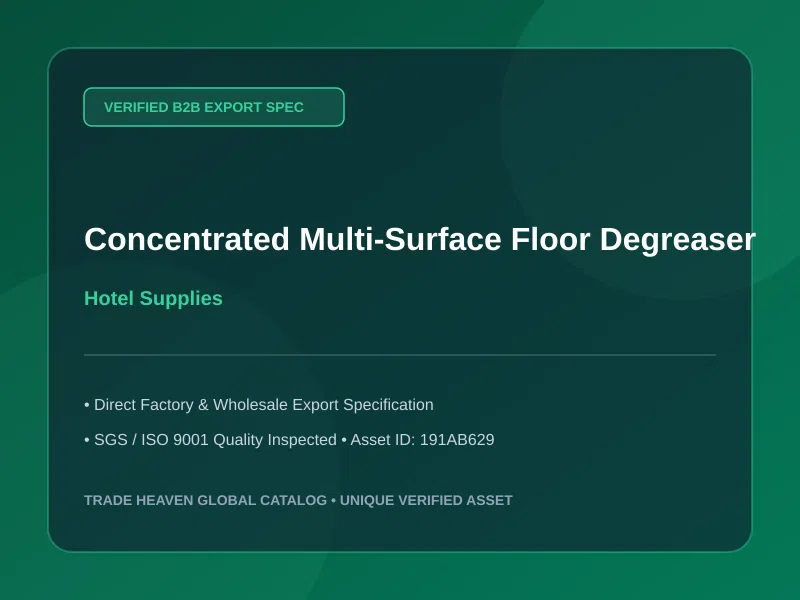 VERIFIED B2B EXPORT SPEC
Concentrated Multi-Surface Floor Degreaser
Hotel Supplies
• Direct Factory & Wholesale Export Specification
• SGS / ISO 9001 Quality Inspected • Asset ID: 191AB629
TRADE HEAVEN GLOBAL CATALOG • UNIQUE VERIFIED ASSET